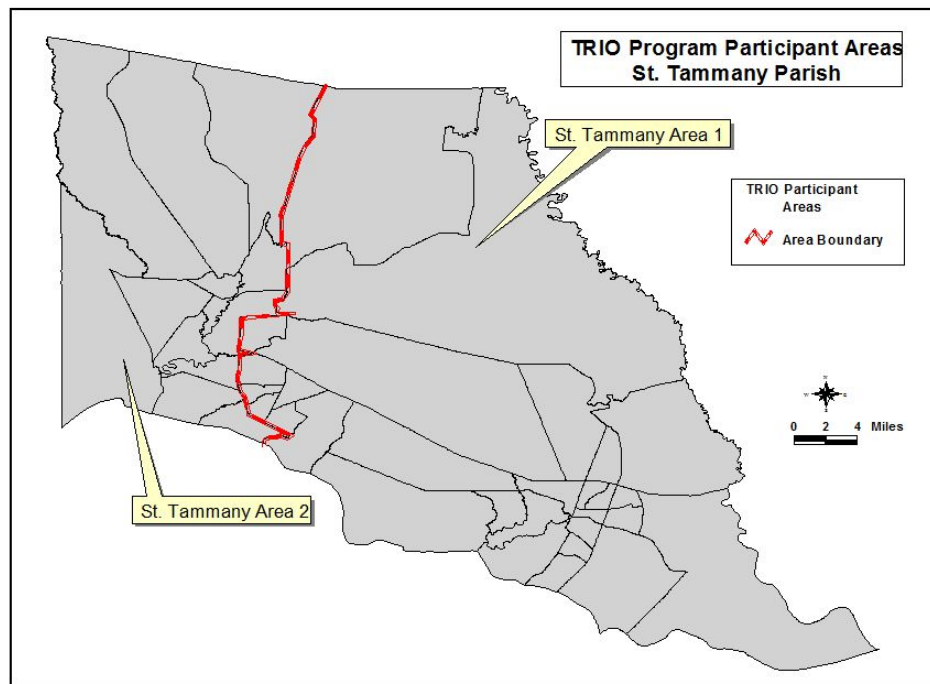 TRIO Program Participant Areas
St. Tammany Parish
St. Tammany Area 1
TRIO Participant
Areas
Area Boundary
0 2 4 Miles
St. Tammany Area 2